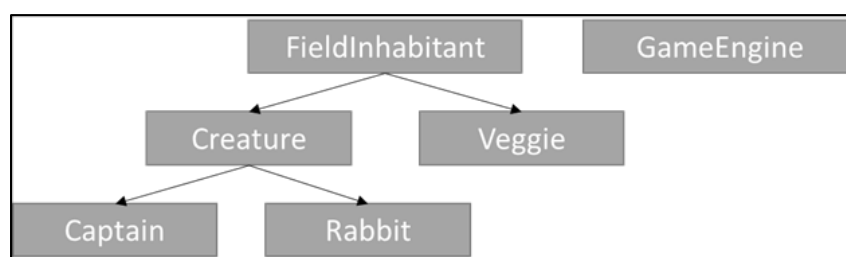 FieldInhabitant
GameEngine
Creature
Veggie
Captain
Rabbit